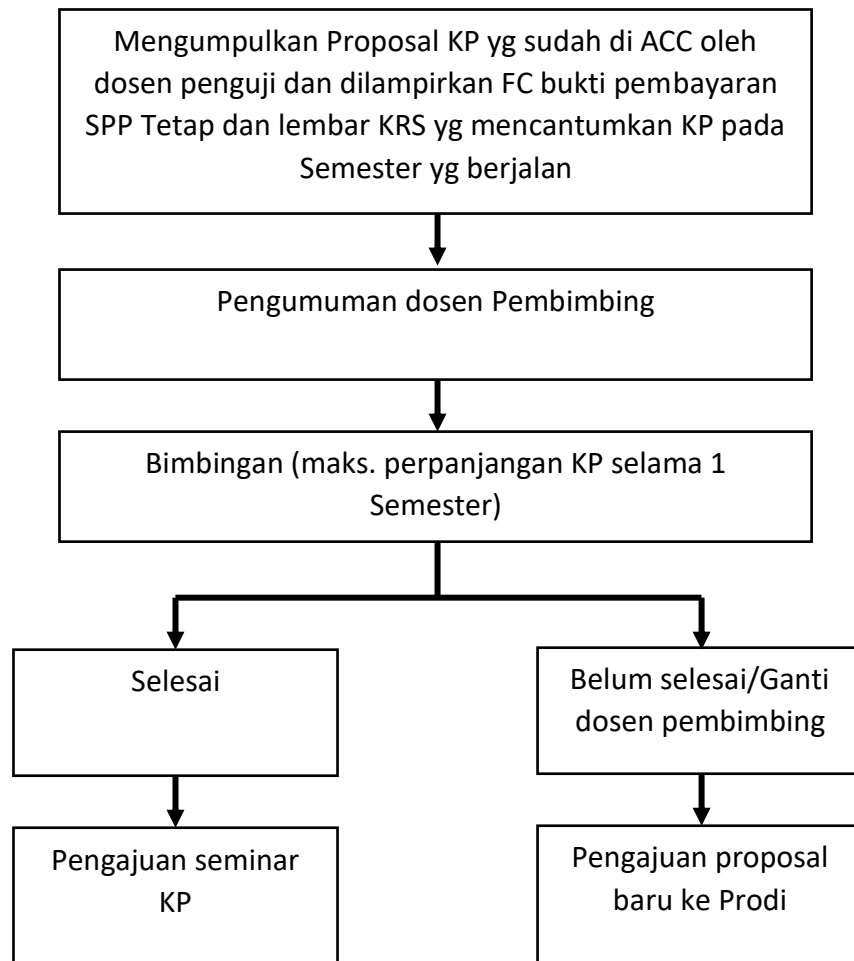 Mengumpulkan Proposal KP yg sudah di ACC oleh
dosen penguji dan dilampirkan FC bukti pembayaran
SPP Tetap dan lembar KRS yg mencantumkan KP pada
Semester yg berjalan
Pengumuman dosen Pembimbing
Bimbingan (maks. perpanjangan KP selama 1
Semester)
Selesai
Belum selesai/Ganti
dosen pembimbing
Pengajuan seminar
KP
Pengajuan proposal
baru ke Prodi